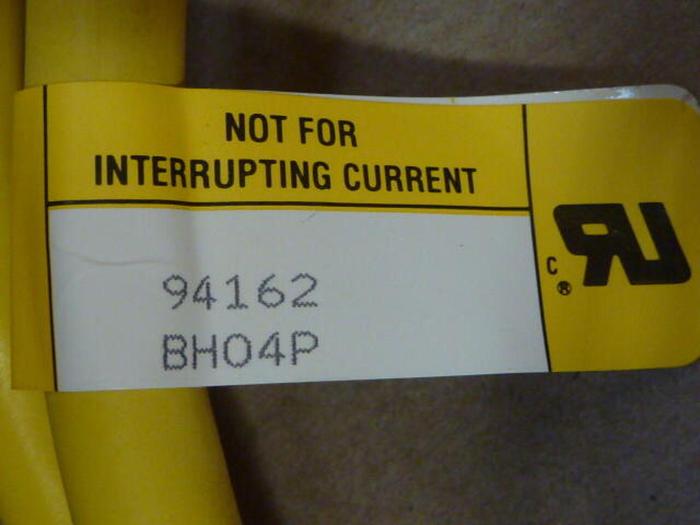 NOT FOR
INTERRUPTING CURRENT
94162
BH04P
C
®